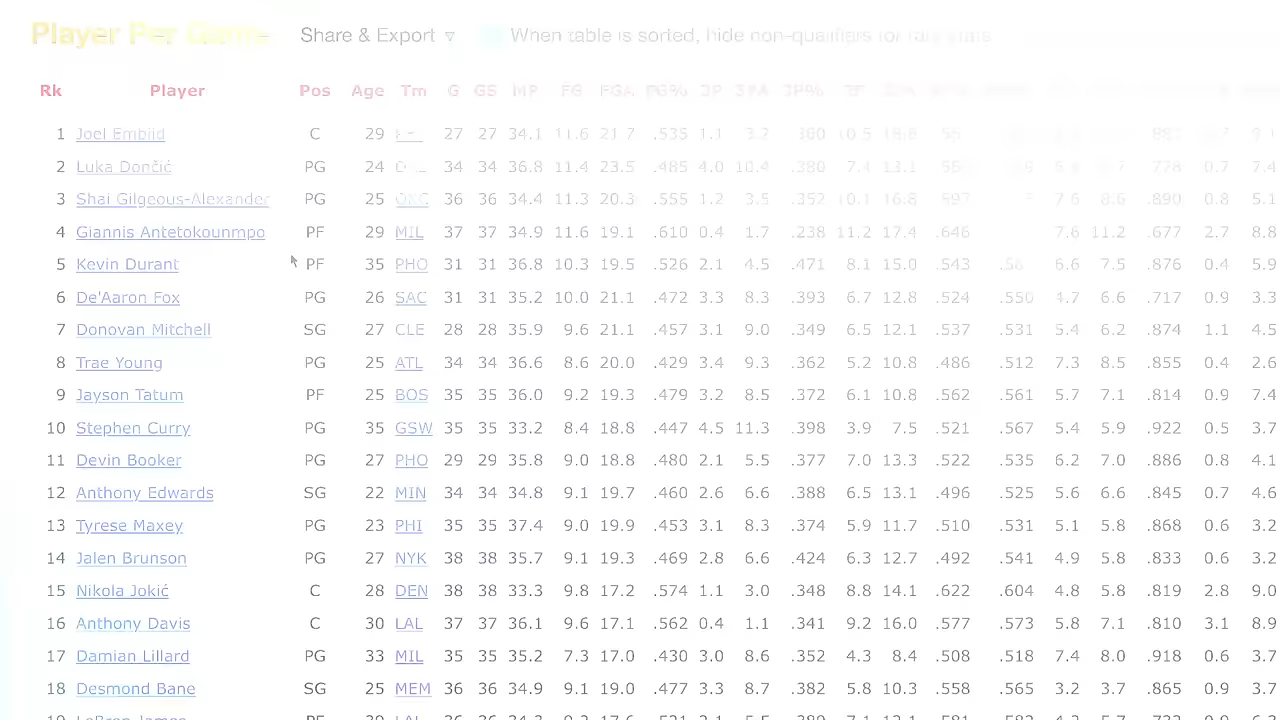 Player Per Game Share & Export ▽ When table is sorted, hide non-qualifiers for rate stats
Rk Player Pos Age Tm G GS MP FG FGA FG% 3P 3PA 3P%
1 Joel Embiid C 29 27 27 34.1 11.6 21.7 .535 1.1 3.2 10.5
2 Luka Dončić PG 24 34 34 36.8 11.4 23.5 .485 4.0 10.4 .380 7.4 13.1 0.7 7.4
3 Shai Gilgeous-Alexander PG 25 OKC 36 36 34.4 11.3 20.3 .555 1.2 3.5 .352 10.1 16.8 .597 7.6 8.6 .890 0.8 5.1
4 Giannis Antetokounmpo PF 29 MIL 37 37 34.9 11.6 19.1 .610 0.4 1.7 .238 11.2 17.4 .646 7.6 11.2 .677 2.7 8.8
5 Kevin Durant PF 35 PHO 31 31 36.8 10.3 19.5 .526 2.1 4.5 .471 8.1 15.0 .543 6.6 7.5 .876 0.4 5.9
6 De'Aaron Fox PG 26 SAC 31 31 35.2 10.0 21.1 .472 3.3 8.3 .393 6.7 12.8 .524 .550 4.7 6.6 .717 0.9 3.3
7 Donovan Mitchell SG 27 CLE 28 28 35.9 9.6 21.1 .457 3.1 9.0 .349 6.5 12.1 .537 .531 5.4 6.2 .874 1.1 4.5
8 Trae Young PG 25 ATL 34 34 36.6 8.6 20.0 .429 3.4 9.3 .362 5.2 10.8 .486 .512 7.3 8.5 .855 0.4 2.6
9 Jayson Tatum PF 25 BOS 35 35 36.0 9.2 19.3 .479 3.2 8.5 .372 6.1 10.8 .562 .561 5.7 7.1 .814 0.9 7.4
10 Stephen Curry PG 35 GSW 35 35 33.2 8.4 18.8 .447 4.5 11.3 .398 3.9 7.5 .521 .567 5.4 5.9 .922 0.5 3.7
11 Devin Booker PG 27 PHO 29 29 35.8 9.0 18.8 .480 2.1 5.5 .377 7.0 13.3 .522 .535 6.2 7.0 .886 0.8 4.1
12 Anthony Edwards SG 22 MIN 34 34 34.8 9.1 19.7 .460 2.6 6.6 .388 6.5 13.1 .496 .525 5.6 6.6 .845 0.7 4.6
13 Tyrese Maxey PG 23 PHI 35 35 37.4 9.0 19.9 .453 3.1 8.3 .374 5.9 11.7 .510 .531 5.1 5.8 .868 0.6 3.2
14 Jalen Brunson PG 27 NYK 38 38 35.7 9.1 19.3 .469 2.8 6.6 .424 6.3 12.7 .492 .541 4.9 5.8 .833 0.6 3.2
15 Nikola Jokić C 28 DEN 38 38 33.3 9.8 17.2 .574 1.1 3.0 .348 8.8 14.1 .622 .604 4.8 5.8 .819 2.8 9.0
16 Anthony Davis C 30 LAL 37 37 36.1 9.6 17.1 .562 0.4 1.1 .341 9.2 16.0 .577 .573 5.8 7.1 .810 3.1 8.9
17 Damian Lillard PG 33 MIL 35 35 35.2 7.3 17.0 .430 3.0 8.6 .352 4.3 8.4 .508 .518 7.4 8.0 .918 0.6 3.7
18 Desmond Bane SG 25 MEM 36 36 34.9 9.1 19.0 .477 3.3 8.7 .382 5.8 10.3 .558 .565 3.2 3.7 .865 0.9 3.7